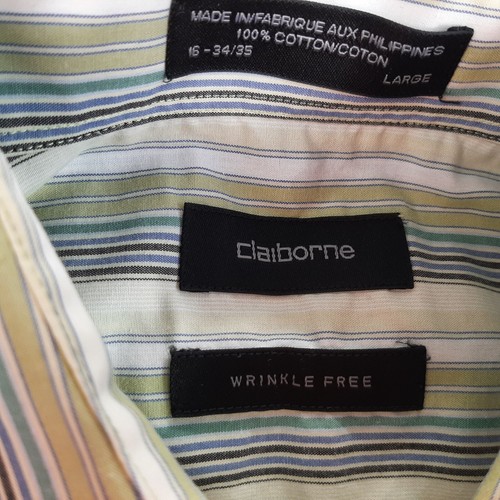 MADE IN/FABRIQUE AUX PHILIPPINES
100% COTTON/COTON
16 - 34/35
LARGE
claiborne
WRINKLE FREE